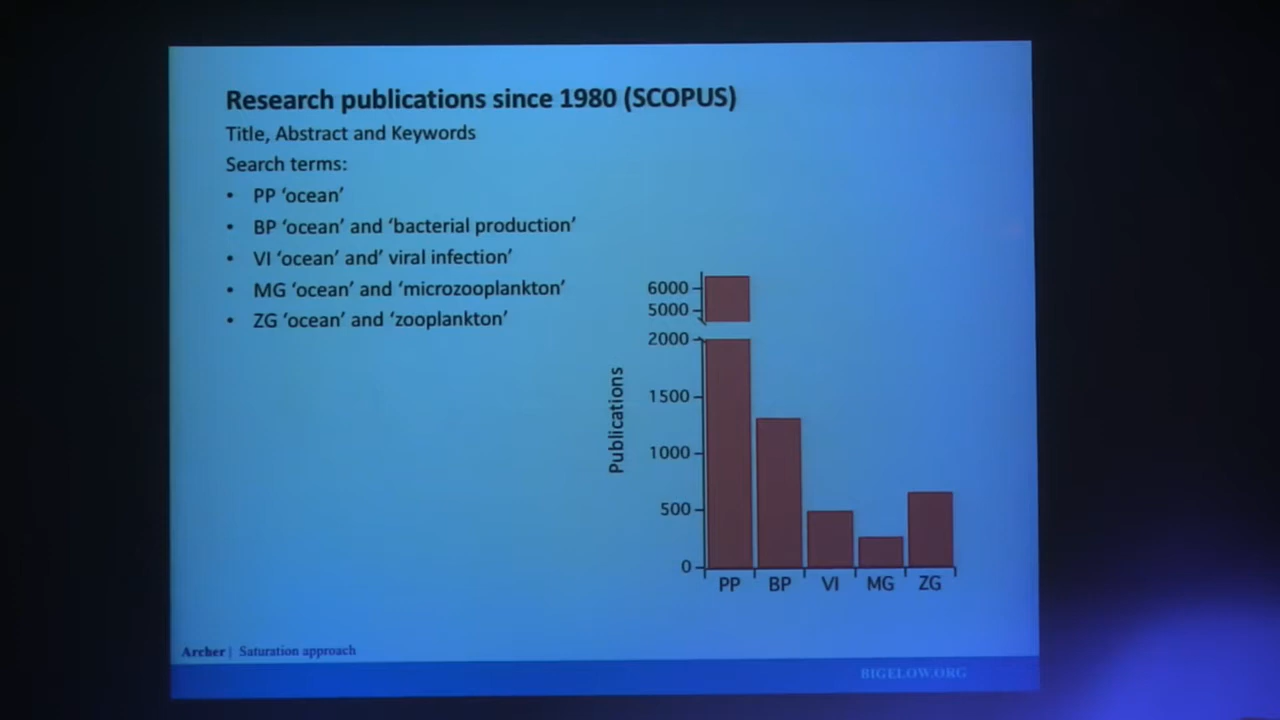 Research publications since 1980 (SCOPUS)
Title, Abstract and Keywords
Search terms:
• PP ‘ocean’
• BP ‘ocean’ and ‘bacterial production’
• VI ‘ocean’ and’ viral infection’
• MG ‘ocean’ and ‘microzooplankton’
• ZG ‘ocean’ and ‘zooplankton’
6000
5000
2000
1500
1000
500
0
Publications
PP BP VI MG ZG
Archer | Saturation approach
BIGELOW.ORG